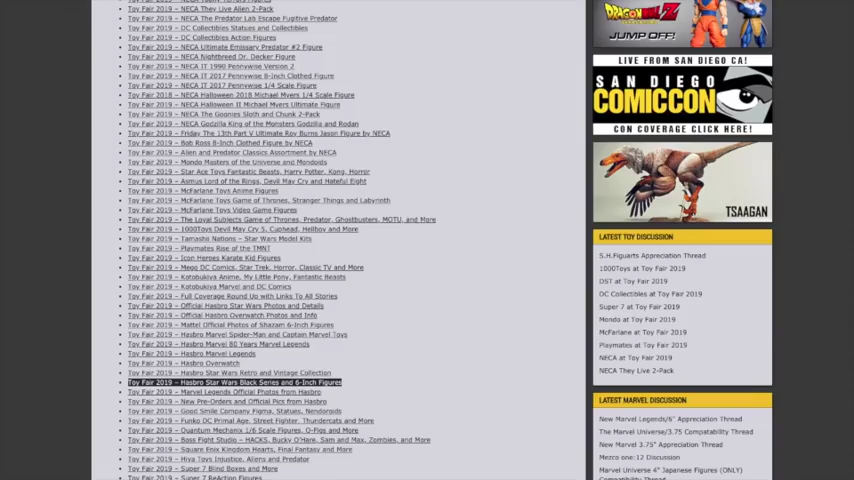 Toy Fair 2019 – NECA They Live Alien 2-Pack
Toy Fair 2019 – NECA The Predator Lab Escape Fugitive Predator
Toy Fair 2019 – DC Collectibles Statues and Collectibles
Toy Fair 2019 – DC Collectibles Action Figures
Toy Fair 2019 – NECA Ultimate Emissary Predator #2 Figure
Toy Fair 2019 – NECA Nightbreed Dr. Decker Figure
Toy Fair 2019 – NECA IT 1990 Pennywise Version 2
Toy Fair 2019 – NECA IT 2017 Pennywise 8-Inch Clothed Figure
Toy Fair 2019 – NECA IT 2017 Pennywise 1/4 Scale Figure
Toy Fair 2018 – NECA Halloween 2018 Michael Myers 1/4 Scale Figure
Toy Fair 2019 – NECA Halloween II Michael Myers Ultimate Figure
Toy Fair 2019 – NECA The Goonies Sloth and Chunk 2-Pack
Toy Fair 2019 – NECA Godzilla King of the Monsters Godzilla and Rodan
Toy Fair 2019 – Friday The 13th Part V Ultimate Roy Burns Jason Figure by NECA
Toy Fair 2019 – Bob Ross 8-Inch Clothed Figure by NECA
Toy Fair 2019 – Alien and Predator Classics Assortment by NECA
Toy Fair 2019 – Mondo Masters of the Universe and Mondoids
Toy Fair 2019 – Star Ace Toys Fantastic Beasts, Harry Potter, Kong, Horror
Toy Fair 2019 – Asmus Lord of the Rings, Devil May Cry and Hateful Eight
Toy Fair 2019 – McFarlane Toys Anime Figures
Toy Fair 2019 – McFarlane Toys Game of Thrones, Stranger Things and Labyrinth
Toy Fair 2019 – McFarlane Toys Video Game Figures
Toy Fair 2019 – The Loyal Subjects Game of Thrones, Predator, Ghostbusters, MOTU, and More
Toy Fair 2019 – 1000Toys Devil May Cry 5, Cuphead, Hellboy and More
Toy Fair 2019 – Tamashii Nations – Star Wars Model Kits
Toy Fair 2019 – Playmates Rise of the TMNT
Toy Fair 2019 – Icon Heroes Karate Kid Figures
Toy Fair 2019 – Mego DC Comics, Star Trek, Horror, Classic TV and More
Toy Fair 2019 – Kotobukiya Anime, My Little Pony, Fantastic Beasts
Toy Fair 2019 – Kotobukiya Marvel and DC Comics
Toy Fair 2019 – Full Coverage Round Up with Links To All Stories
Toy Fair 2019 – Official Hasbro Star Wars Photos and Details
Toy Fair 2019 – Official Hasbro Overwatch Photos and Info
Toy Fair 2019 – Mattel Official Photos of Shazam 6-Inch Figures
Toy Fair 2019 – Hasbro Marvel Spider-Man and Captain Marvel Toys
Toy Fair 2019 – Hasbro Marvel 80 Years Marvel Legends
Toy Fair 2019 – Hasbro Marvel Legends
Toy Fair 2019 – Hasbro Overwatch
Toy Fair 2019 – Hasbro Star Wars Retro and Vintage Collection
Toy Fair 2019 – Hasbro Star Wars Black Series and 6-Inch Figures
Toy Fair 2019 – Marvel Legends Official Photos from Hasbro
Toy Fair 2019 – New Pre-Orders and Official Pics from Hasbro
Toy Fair 2019 – Good Smile Company Figma, Statues, Nendoroids
Toy Fair 2019 – Funko DC Primal Age, Street Fighter, Thundercats and More
Toy Fair 2019 – Quantum Mechanix 1/6 Scale Figures, Q-Figs and More
Toy Fair 2019 – Boss Fight Studio – HACKS, Bucky O'Hare, Sam and Max, Zombies, and More
Toy Fair 2019 – Square Enix Kingdom Hearts, Final Fantasy and More
Toy Fair 2019 – Hiya Toys Injustice, Aliens and Predator
Toy Fair 2019 – Super 7 Blind Boxes and More
Toy Fair 2019 – Super 7 ReAction Figures
DRAGONBALL Z
JUMP OFF!
LIVE FROM SAN DIEGO CA!
SAN DIEGO
COMICCON
CON COVERAGE CLICK HERE!
TSAAGAN
LATEST TOY DISCUSSION
S.H.Figuarts Appreciation Thread
1000Toys at Toy Fair 2019
DST at Toy Fair 2019
DC Collectibles at Toy Fair 2019
Super 7 at Toy Fair 2019
Mondo at Toy Fair 2019
McFarlane at Toy Fair 2019
Playmates at Toy Fair 2019
NECA at Toy Fair 2019
NECA They Live 2-Pack
LATEST MARVEL DISCUSSION
New Marvel Legends/6" Appreciation Thread
The Marvel Universe/3.75 Compatability Thread
New Marvel 3.75" Appreciation Thread
Mezco one:12 Discussion
Marvel Universe 4" Japanese Figures (ONLY)
Compatability Thread